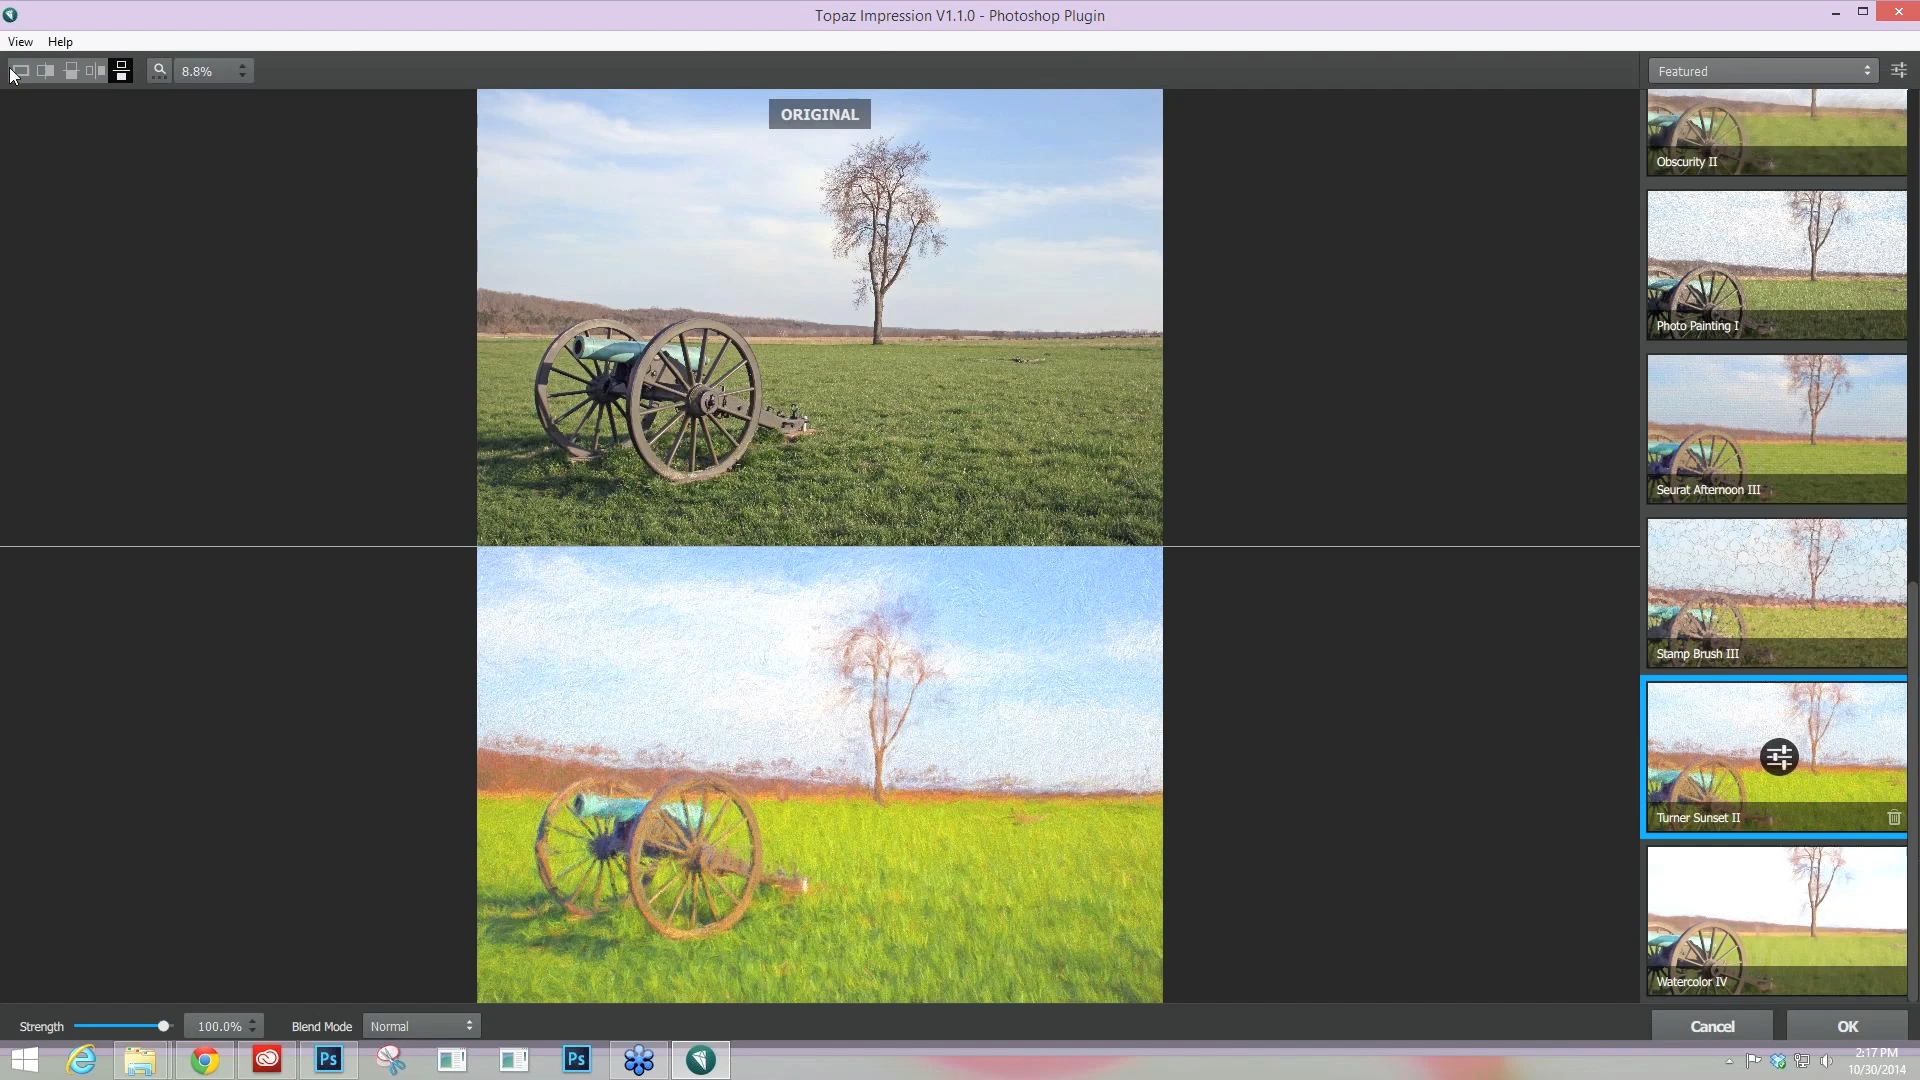 Topaz Impression V1.1.0 - Photoshop Plugin
View Help
8.8%
Featured
ORIGINAL
Obscurity II
Photo Painting I
Seurat Afternoon III
Stamp Brush III
Turner Sunset II
Watercolor IV
Strength 100.0% Blend Mode Normal
Cancel OK
Ps Ps
2:17 PM
10/30/2014